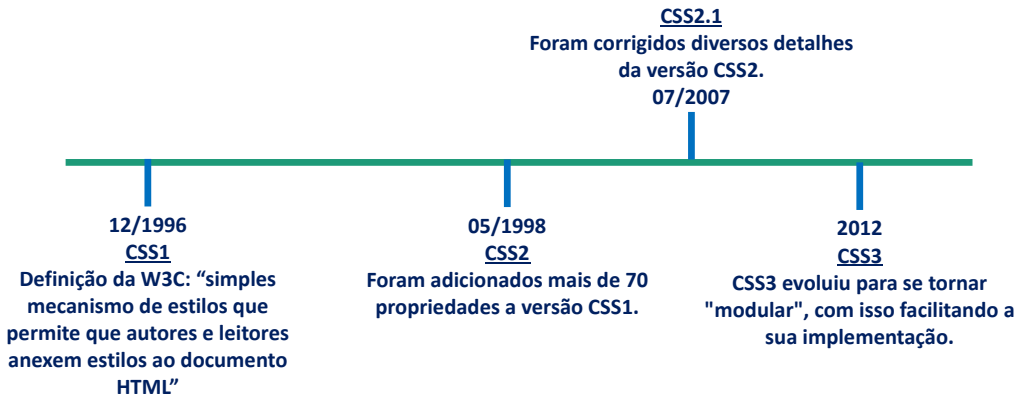 CSS2.1
Foram corrigidos diversos detalhes
da versão CSS2.
07/2007
12/1996
CSS1
Definição da W3C: “simples
mecanismo de estilos que
permite que autores e leitores
anexem estilos ao documento
HTML”
05/1998
CSS2
Foram adicionados mais de 70
propriedades a versão CSS1.
2012
CSS3
CSS3 evoluiu para se tornar
"modular", com isso facilitando a
sua implementação.